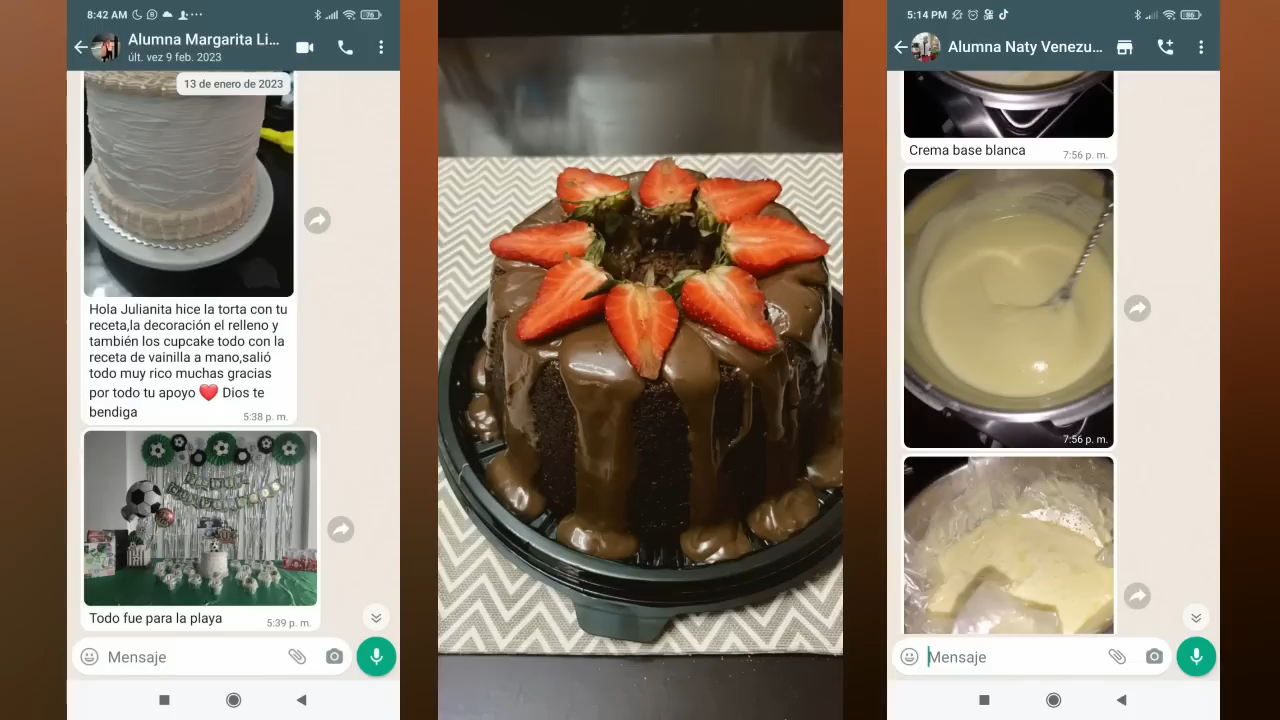 8:42 AM
76
Alumna Margarita Li...
últ. vez 9 feb. 2023
13 de enero de 2023
Hola Julianita hice la torta con tu
receta,la decoración el relleno y
también los cupcake todo con la
receta de vainilla a mano,salió
todo muy rico muchas gracias
por todo tu apoyo ❤️ Dios te
bendiga
5:38 p. m.
Todo fue para la playa
5:39 p. m.
Mensaje
5:14 PM
86
Alumna Naty Venezu...
Crema base blanca
7:56 p. m.
7:56 p. m.
Mensaje